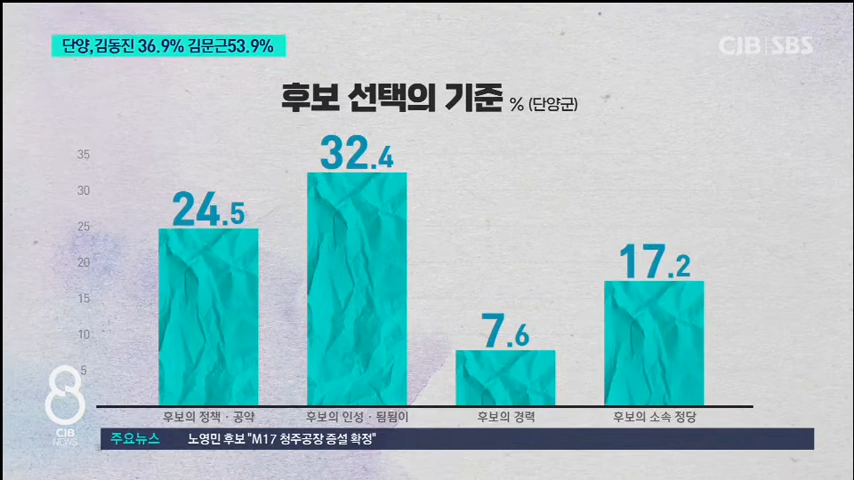 단양,김동진 36.9% 김문근53.9%
CJB SBS
후보 선택의 기준 % (단양군)
35
30
25
20
15
10
5
24.5
32.4
7.6
17.2
후보의 정책·공약
후보의 인성·됨됨이
후보의 경력
후보의 소속 정당
8
CJB
NEWS
주요뉴스 노영민 후보 "M17 청주공장 증설 확정"